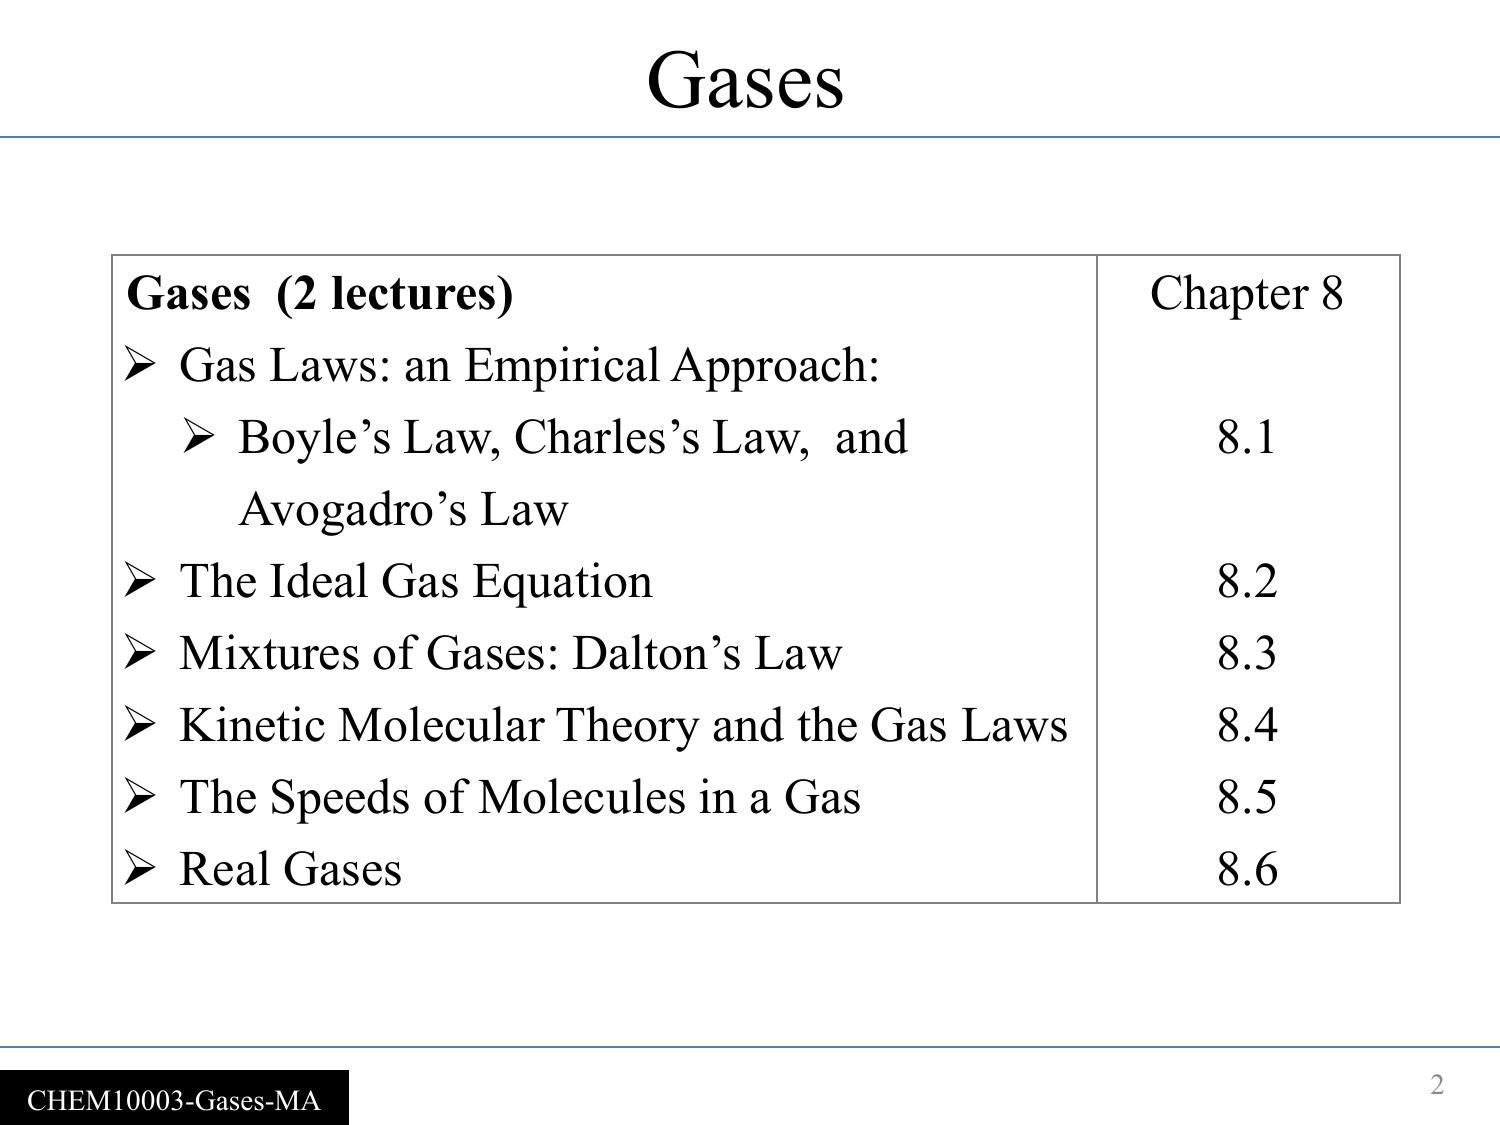 Gases
Gases  (2 lectures)
Chapter 8
➢ Gas Laws: an Empirical Approach:
➢ Boyle’s Law, Charles’s Law,  and
8.1
Avogadro’s Law
➢ The Ideal Gas Equation
8.2
➢ Mixtures of Gases: Dalton’s Law
8.3
➢ Kinetic Molecular Theory and the Gas Laws
8.4
➢ The Speeds of Molecules in a Gas
8.5
➢ Real Gases
8.6
CHEM10003-Gases-MA
2